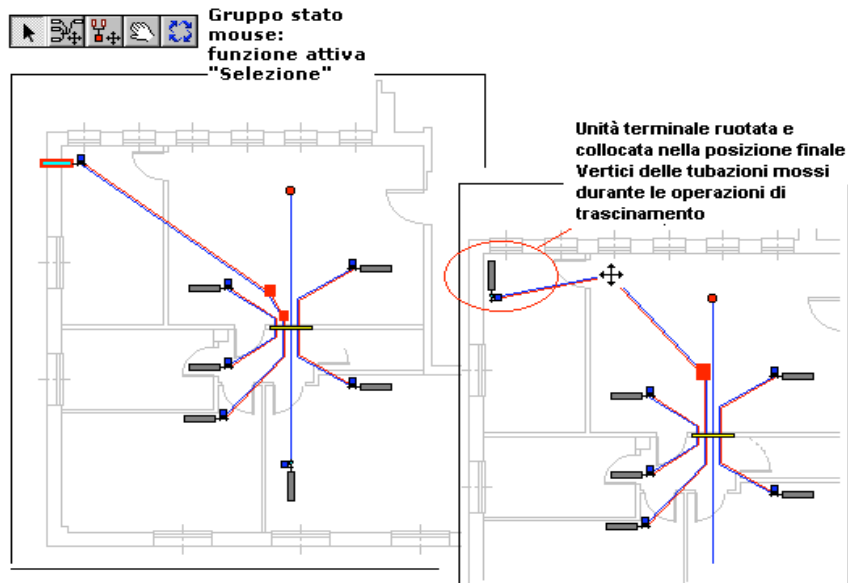 Gruppo stato
mouse:
funzione attiva
"Selezione"
Unità terminale ruotata e
collocata nella posizione finale
Vertici delle tubazioni mossi
durante le operazioni di
trascinamento